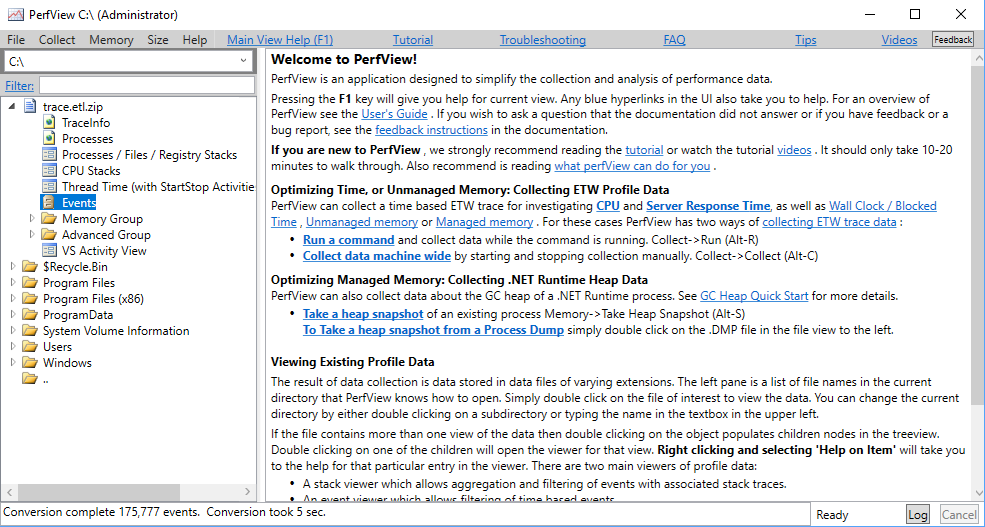 PerfView C:\ (Administrator)
File Collect Memory Size Help Main View Help (F1) Tutorial Troubleshooting FAQ Tips Videos Feedback
C:\
Filter:
trace.etl.zip
TraceInfo
Processes
Processes / Files / Registry Stacks
CPU Stacks
Thread Time (with StartStop Activitie
Events
Memory Group
Advanced Group
VS Activity View
$Recycle.Bin
Program Files
Program Files (x86)
ProgramData
System Volume Information
Users
Windows
..
Welcome to PerfView!
PerfView is an application designed to simplify the collection and analysis of performance data.
Pressing the F1 key will give you help for current view. Any blue hyperlinks in the UI also take you to help. For an overview of
PerfView see the User's Guide . If you wish to ask a question that the documentation did not answer or if you have feedback or a
bug report, see the feedback instructions in the documentation.
If you are new to PerfView , we strongly recommend reading the tutorial or watch the tutorial videos . It should only take 10-20
minutes to walk through. Also recommend is reading what perfView can do for you .
Optimizing Time, or Unmanaged Memory: Collecting ETW Profile Data
PerfView can collect a time based ETW trace for investigating CPU and Server Response Time, as well as Wall Clock / Blocked
Time , Unmanaged memory or Managed memory . For these cases PerfView has two ways of collecting ETW trace data :
• Run a command and collect data while the command is running. Collect->Run (Alt-R)
• Collect data machine wide by starting and stopping collection manually. Collect->Collect (Alt-C)
Optimizing Managed Memory: Collecting .NET Runtime Heap Data
PerfView can also collect data about the GC heap of a .NET Runtime process. See GC Heap Quick Start for more details.
• Take a heap snapshot of an existing process Memory->Take Heap Snapshot (Alt-S)
To Take a heap snapshot from a Process Dump simply double click on the .DMP file in the file view to the left.
Viewing Existing Profile Data
The result of data collection is data stored in data files of varying extensions. The left pane is a list of file names in the current
directory that PerfView knows how to open. Simply double click on the file of interest to view the data. You can change the current
directory by either double clicking on a subdirectory or typing the name in the textbox in the upper left.
If the file contains more than one view of the data then double clicking on the object populates children nodes in the treeview.
Double clicking on one of the children will open the viewer for that view. Right clicking and selecting 'Help on Item' will take you
to the help for that particular entry in the viewer. There are two main viewers of profile data:
• A stack viewer which allows aggregation and filtering of events with associated stack traces.
• An event viewer which allows filtering of time based events.
Conversion complete 175,777 events. Conversion took 5 sec.
Ready
Log
Cancel